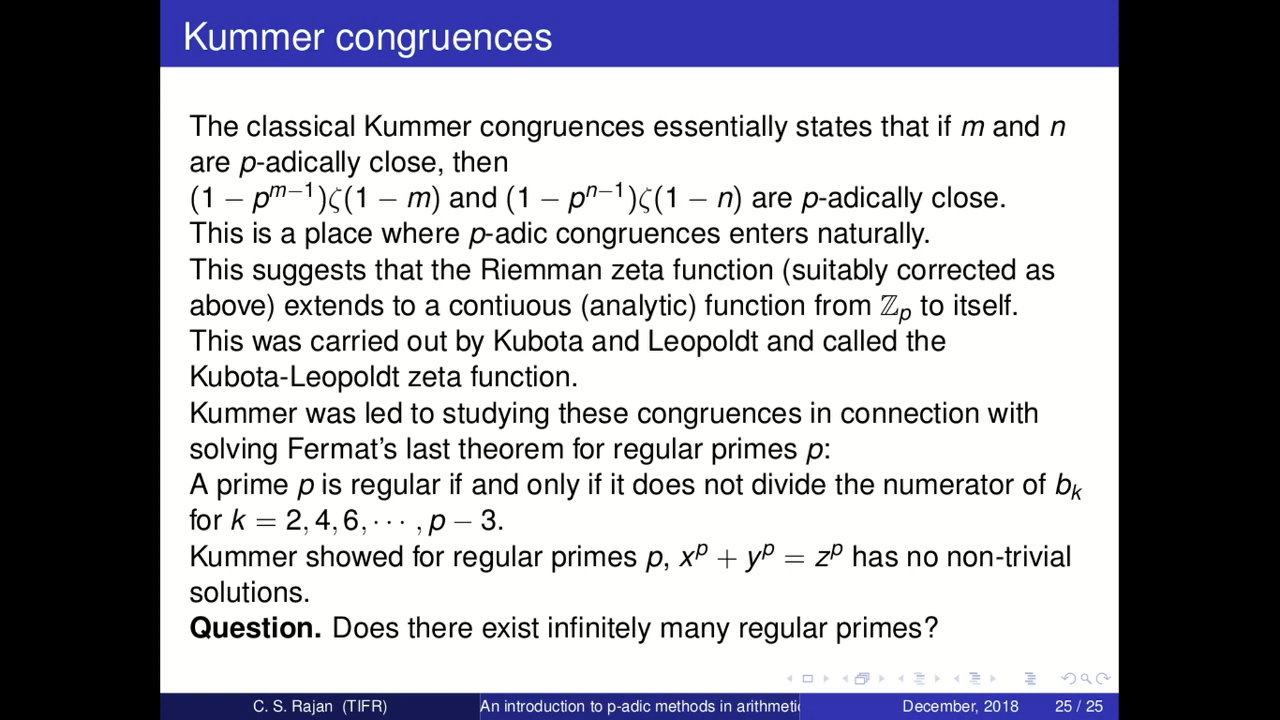 Kummer congruences
The classical Kummer congruences essentially states that if m and n
are p-adically close, then
(1 − p^{m−1})ζ(1 − m) and (1 − p^{n−1})ζ(1 − n) are p-adically close.
This is a place where p-adic congruences enters naturally.
This suggests that the Riemman zeta function (suitably corrected as
above) extends to a contiuous (analytic) function from ℤ_p to itself.
This was carried out by Kubota and Leopoldt and called the
Kubota-Leopoldt zeta function.
Kummer was led to studying these congruences in connection with
solving Fermat's last theorem for regular primes p:
A prime p is regular if and only if it does not divide the numerator of b_k
for k = 2, 4, 6, ⋯ , p − 3.
Kummer showed for regular primes p, x^p + y^p = z^p has no non-trivial
solutions.
Question. Does there exist infinitely many regular primes?
C. S. Rajan (TIFR) An introduction to p-adic methods in arithmetic December, 2018 25 / 25